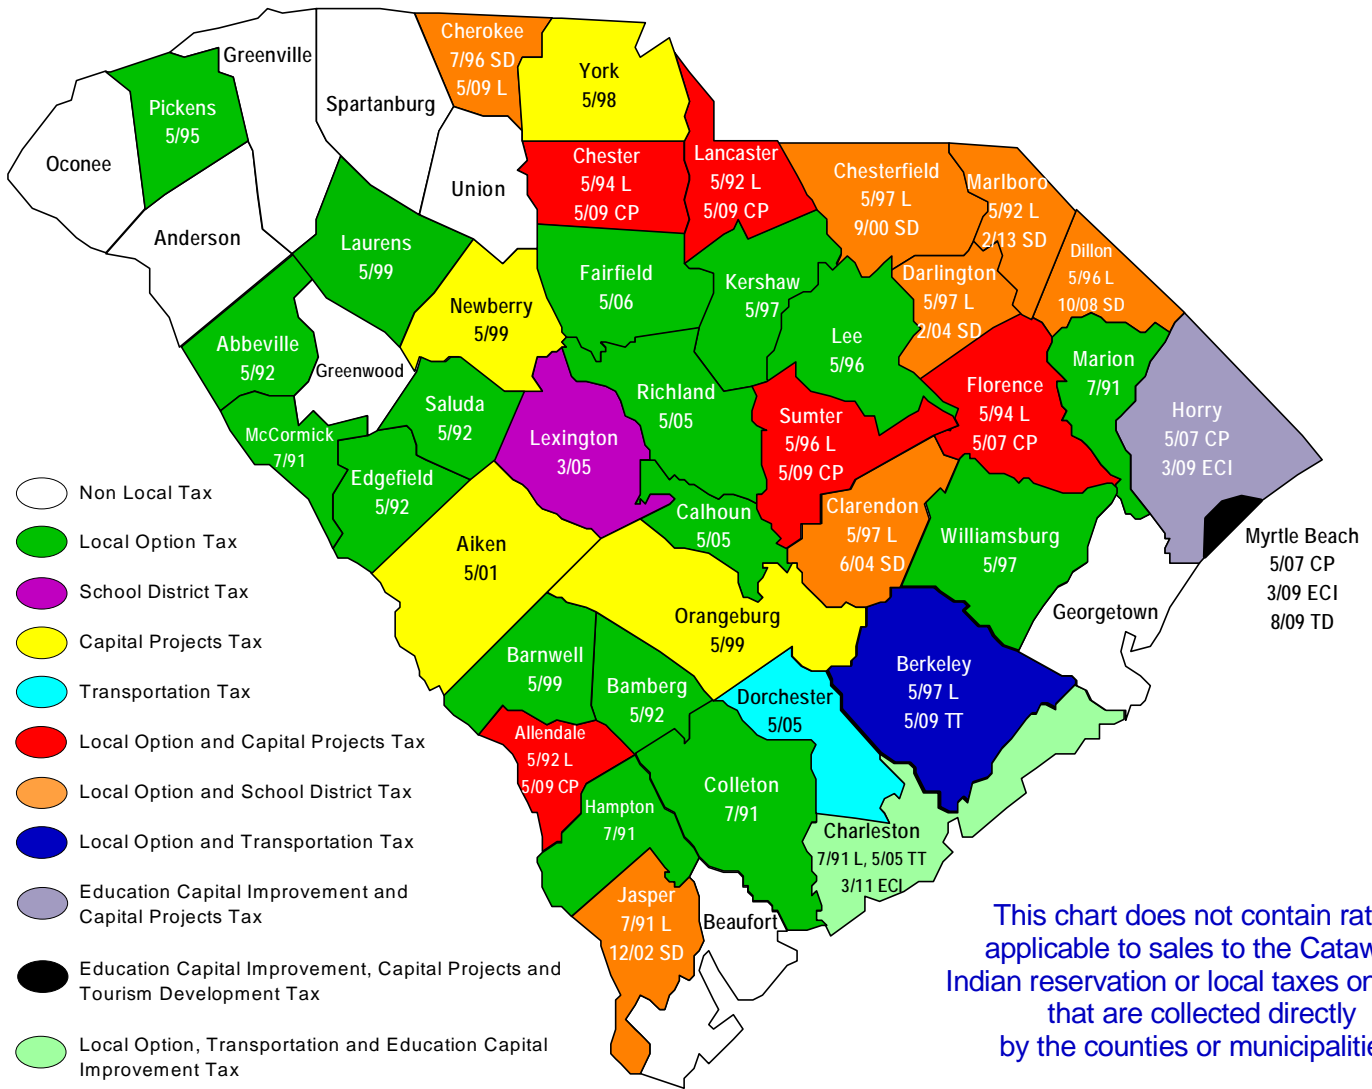 Cherokee
7/96 SD
5/09 L
Greenville
York
5/98
Spartanburg
Pickens
5/95
Oconee
Union
Chester
5/94 L
5/09 CP
Lancaster
5/92 L
5/09 CP
Chesterfield
5/97 L
9/00 SD
Marlboro
5/92 L
2/13 SD
Anderson
Laurens
5/99
Dillon
5/96 L
10/08 SD
Fairfield
5/06
Kershaw
5/97
Darlington
5/97 L
2/04 SD
Newberry
5/99
Abbeville
5/92
Greenwood
Lee
5/96
Marion
7/91
Richland
5/05
Florence
5/94 L
5/07 CP
Saluda
5/92
Sumter
5/96 L
5/09 CP
Horry
5/07 CP
3/09 ECI
McCormick
7/91
Lexington
3/05
Edgefield
5/92
Calhoun
5/05
Clarendon
5/97 L
6/04 SD
Williamsburg
5/97
Myrtle Beach
5/07 CP
3/09 ECI
8/09 TD
Aiken
5/01
Orangeburg
5/99
Georgetown
Barnwell
5/99
Bamberg
5/92
Berkeley
5/97 L
5/09 TT
Dorchester
5/05
Allendale
5/92 L
5/09 CP
Colleton
7/91
Hampton
7/91
Charleston
7/91 L, 5/05 TT
3/11 ECI
Jasper
7/91 L
12/02 SD
Beaufort
Non Local Tax
Local Option Tax
School District Tax
Capital Projects Tax
Transportation Tax
Local Option and Capital Projects Tax
Local Option and School District Tax
Local Option and Transportation Tax
Education Capital Improvement and
Capital Projects Tax
Education Capital Improvement, Capital Projects and
Tourism Development Tax
Local Option, Transportation and Education Capital
Improvement Tax
This chart does not contain rat
applicable to sales to the Cataw
Indian reservation or local taxes on
that are collected directly
by the counties or municipalitie